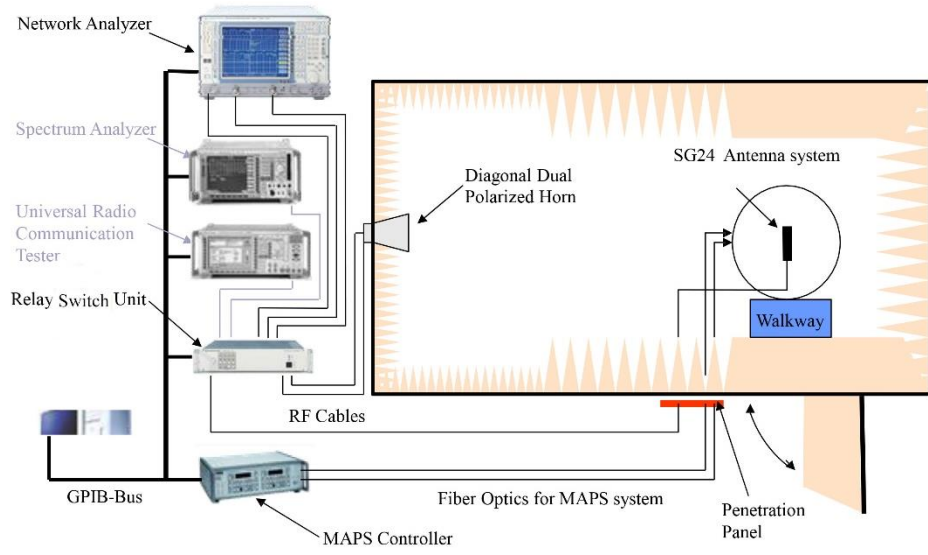 Network Analyzer
Spectrum Analyzer
Universal Radio
Communication
Tester
Relay Switch Unit
Diagonal Dual
Polarized Horn
SG24 Antenna system
Walkway
RF Cables
GPIB-Bus
Fiber Optics for MAPS system
MAPS Controller
Penetration
Panel